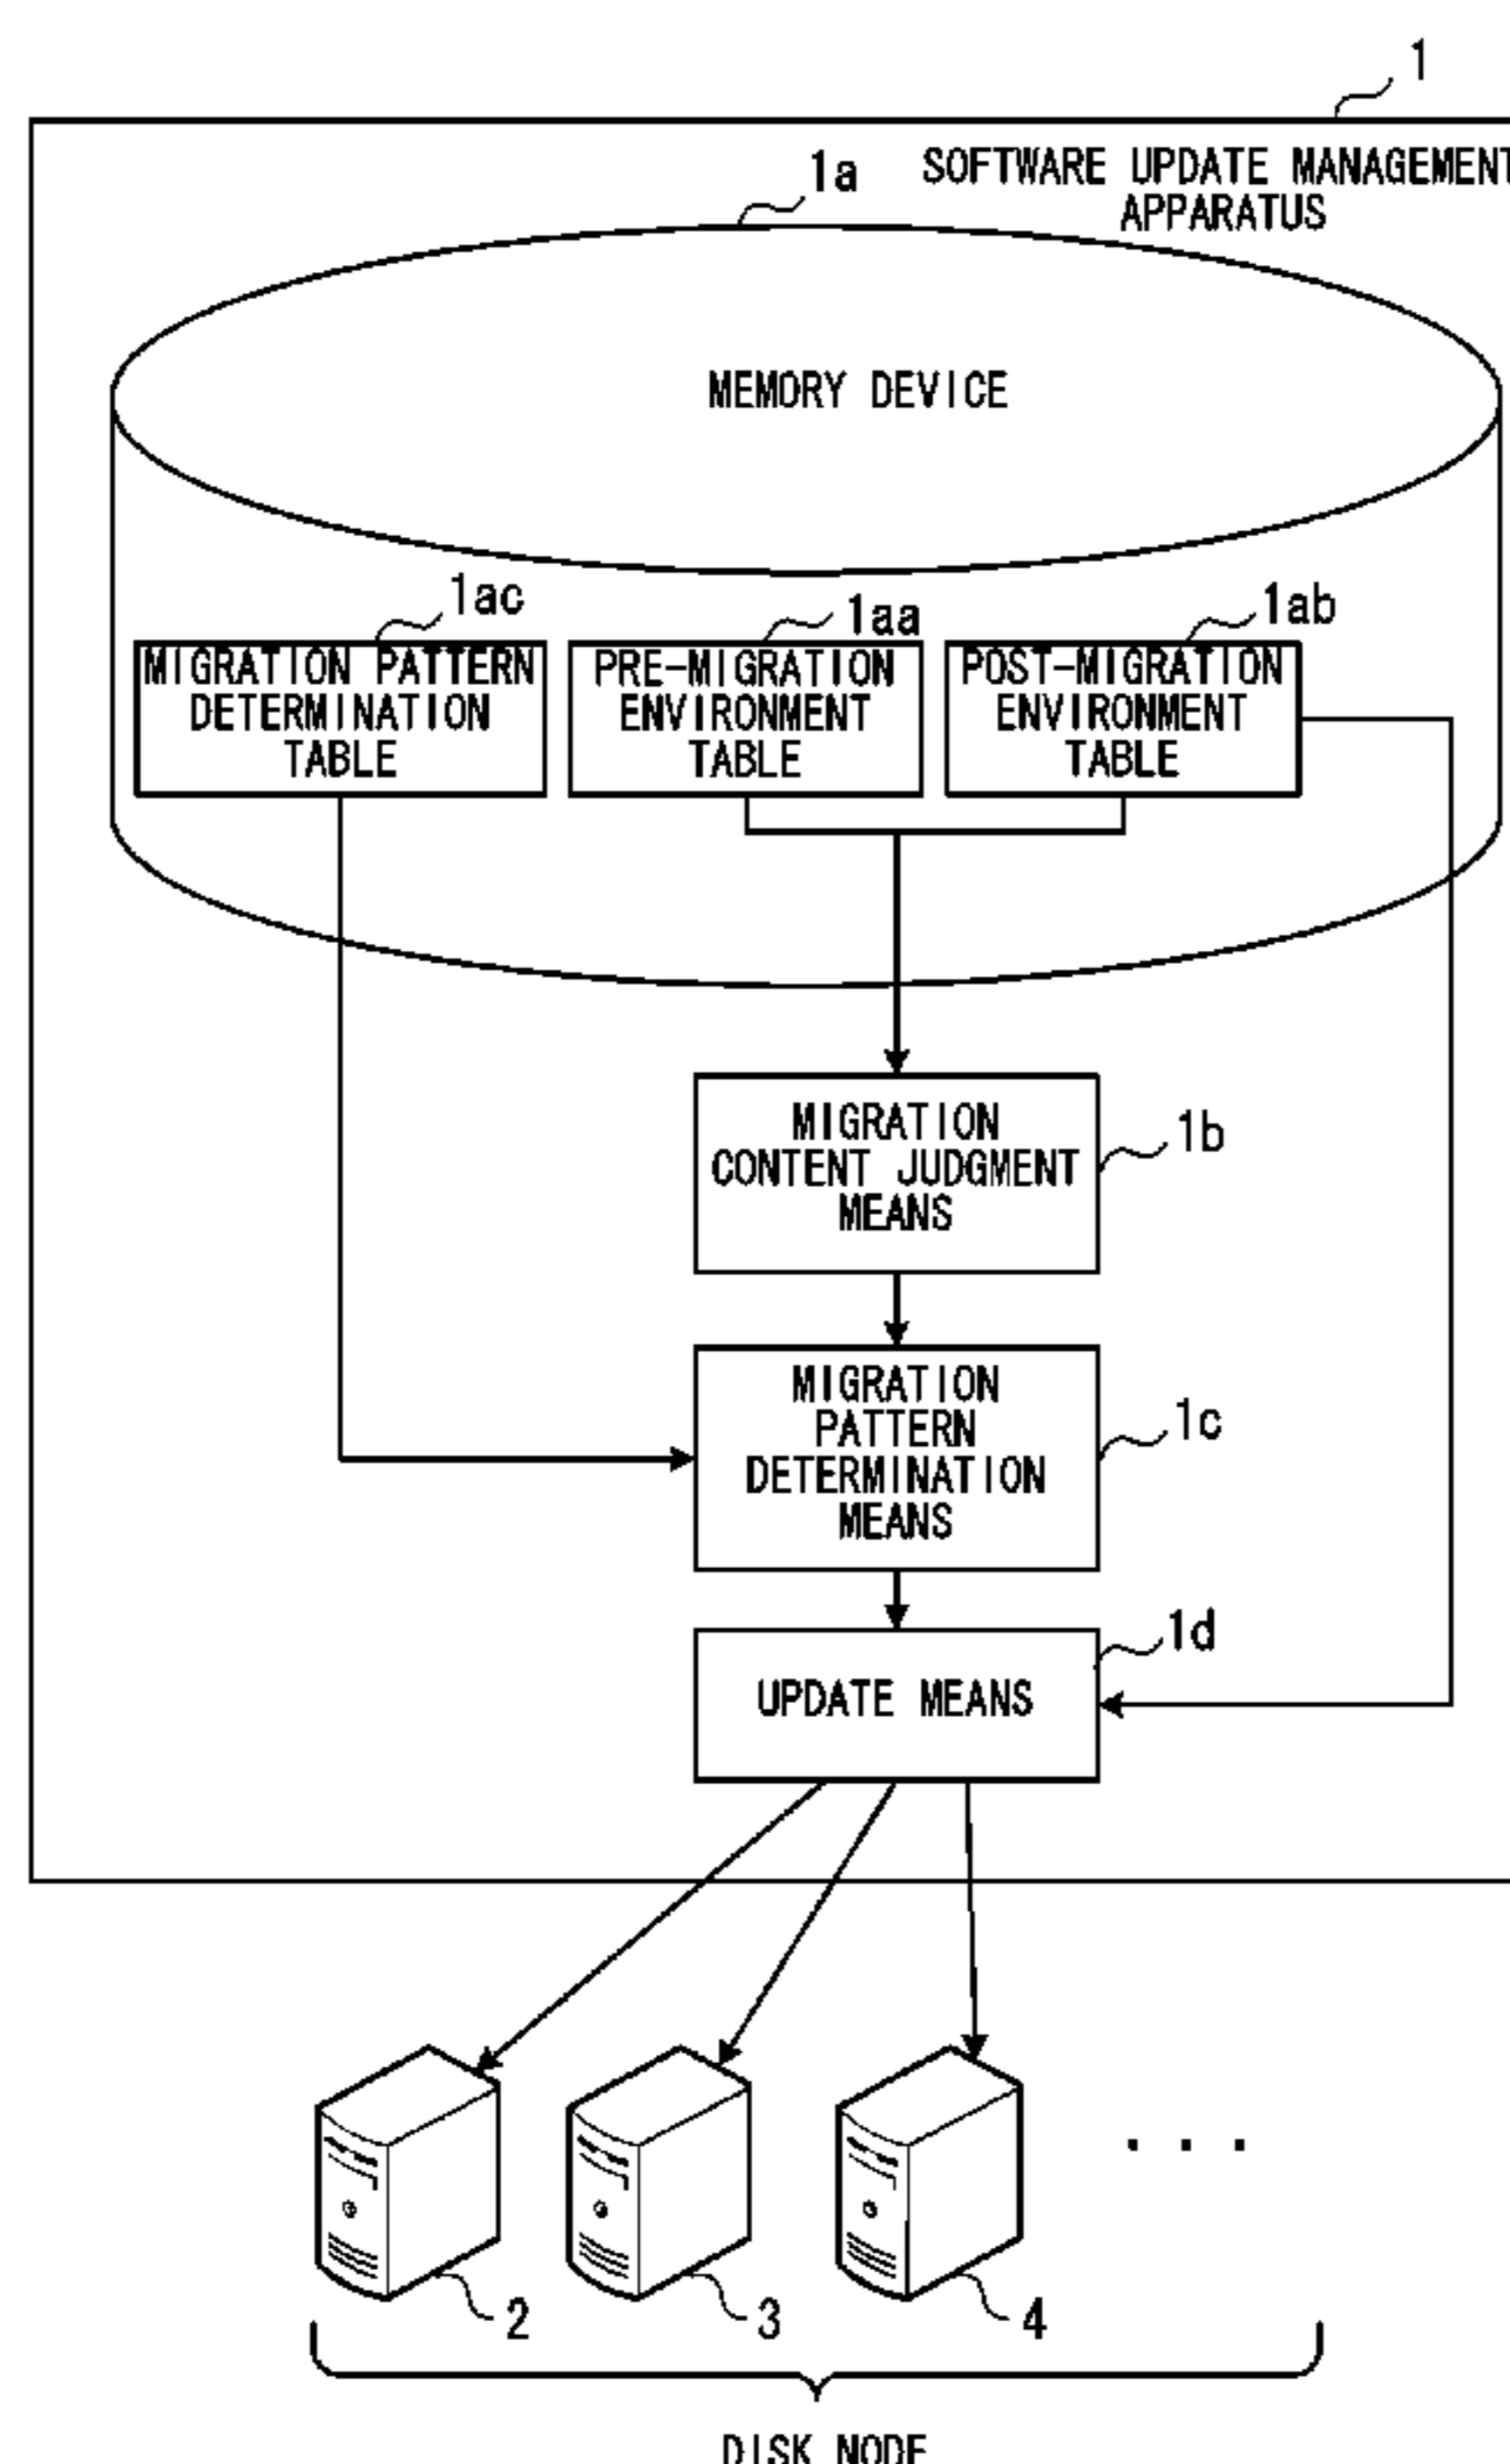 1
SOFTWARE UPDATE MANAGEMENT
APPARATUS
1a
MEMORY DEVICE
1ac
1aa
1ab
MIGRATION PATTERN
DETERMINATION
TABLE
PRE-MIGRATION
ENVIRONMENT
TABLE
POST-MIGRATION
ENVIRONMENT
TABLE
MIGRATION
CONTENT JUDGMENT
MEANS
1b
MIGRATION
PATTERN
DETERMINATION
MEANS
1c
UPDATE MEANS
1d
. . .
2
3
4
DISK NODE